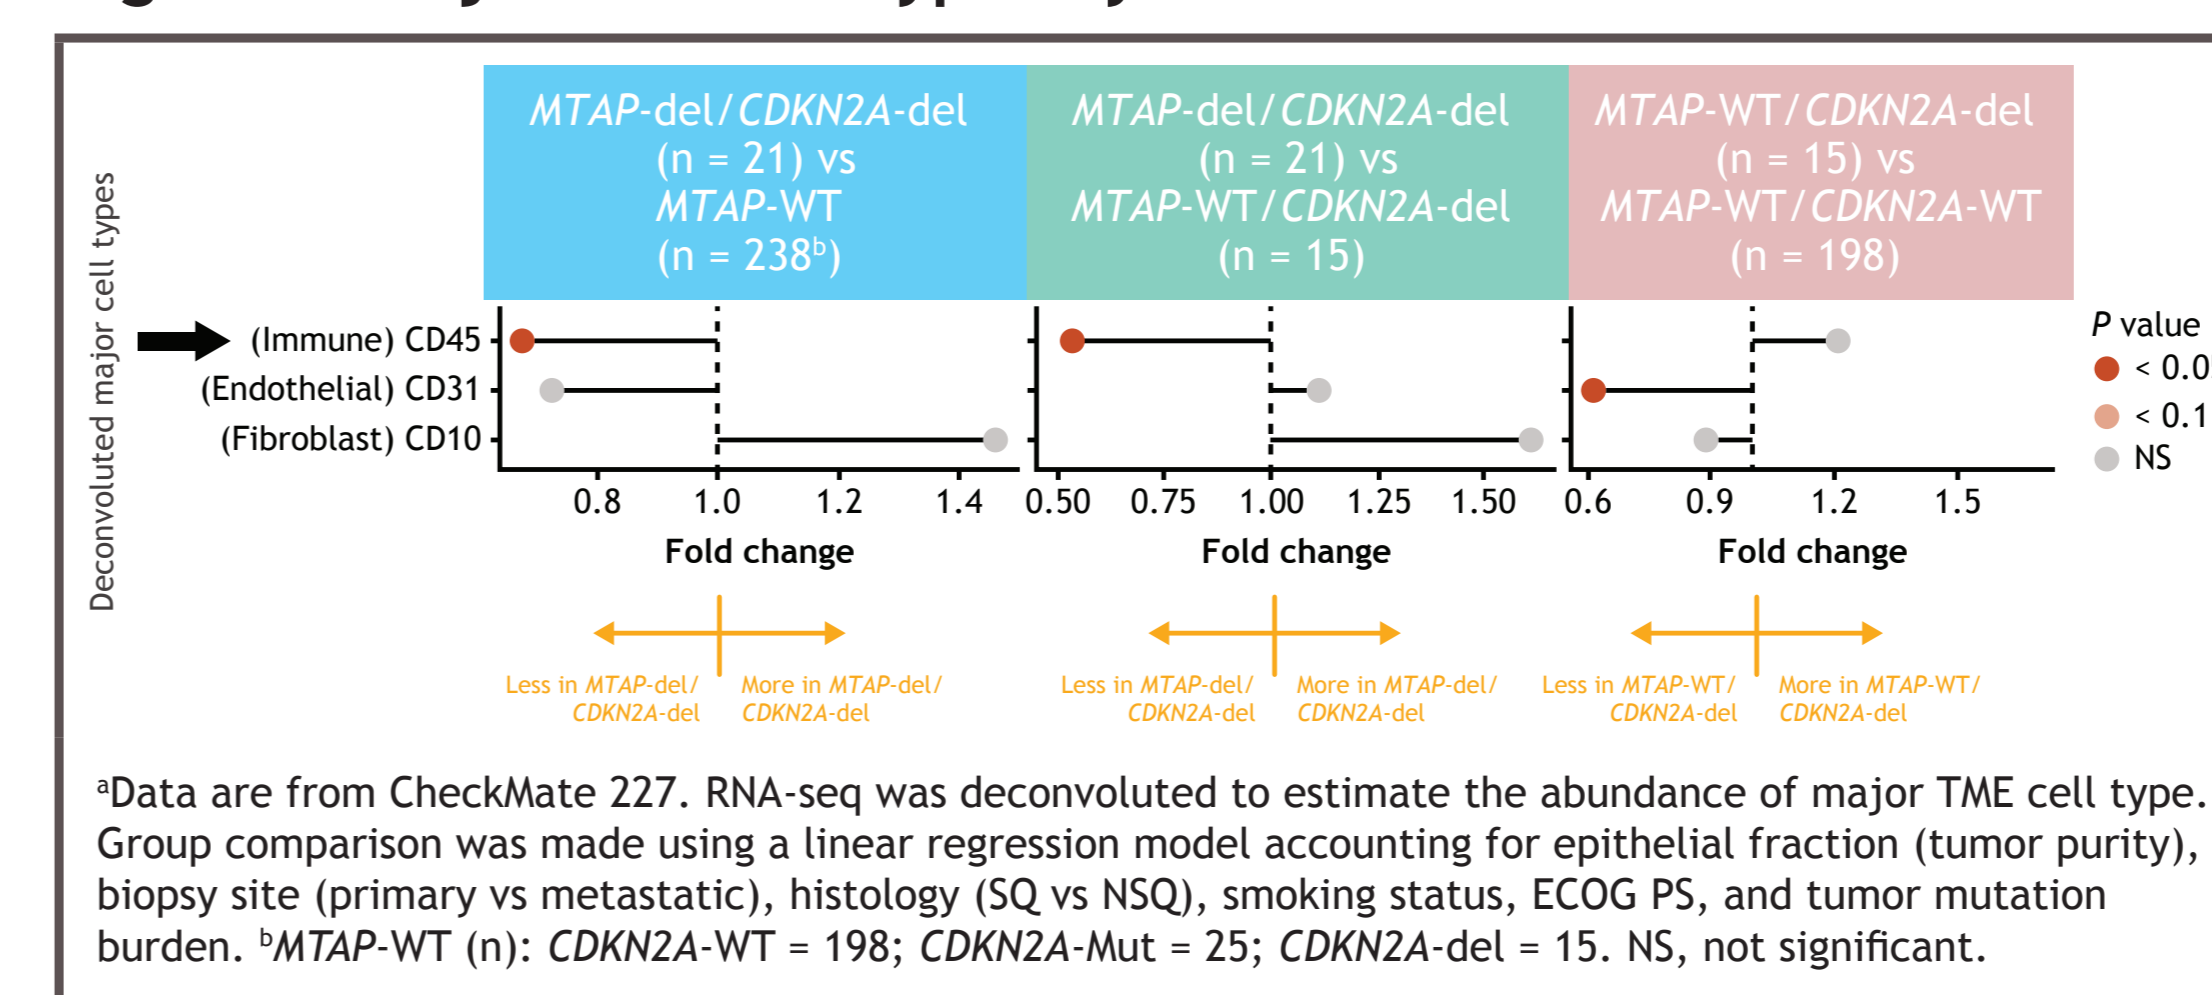 MTAP-del/CDKN2A-del
(n = 21) vs
MTAP-WT
(n = 238ᵇ)
MTAP-del/CDKN2A-del
(n = 21) vs
MTAP-WT/CDKN2A-del
(n = 15)
MTAP-WT/CDKN2A-del
(n = 15) vs
MTAP-WT/CDKN2A-WT
(n = 198)
Deconvoluted major cell types
(Immune) CD45
(Endothelial) CD31
(Fibroblast) CD10
P value
< 0.0
< 0.1
NS
0.8 1.0 1.2 1.4
0.50 0.75 1.00 1.25 1.50
0.6 0.9 1.2 1.5
Fold change
Fold change
Fold change
Less in MTAP-del/
CDKN2A-del
More in MTAP-del/
CDKN2A-del
Less in MTAP-del/
CDKN2A-del
More in MTAP-del/
CDKN2A-del
Less in MTAP-WT/
CDKN2A-del
More in MTAP-WT/
CDKN2A-del
ᵃData are from CheckMate 227. RNA-seq was deconvoluted to estimate the abundance of major TME cell type.
Group comparison was made using a linear regression model accounting for epithelial fraction (tumor purity),
biopsy site (primary vs metastatic), histology (SQ vs NSQ), smoking status, ECOG PS, and tumor mutation
burden. ᵇMTAP-WT (n): CDKN2A-WT = 198; CDKN2A-Mut = 25; CDKN2A-del = 15. NS, not significant.